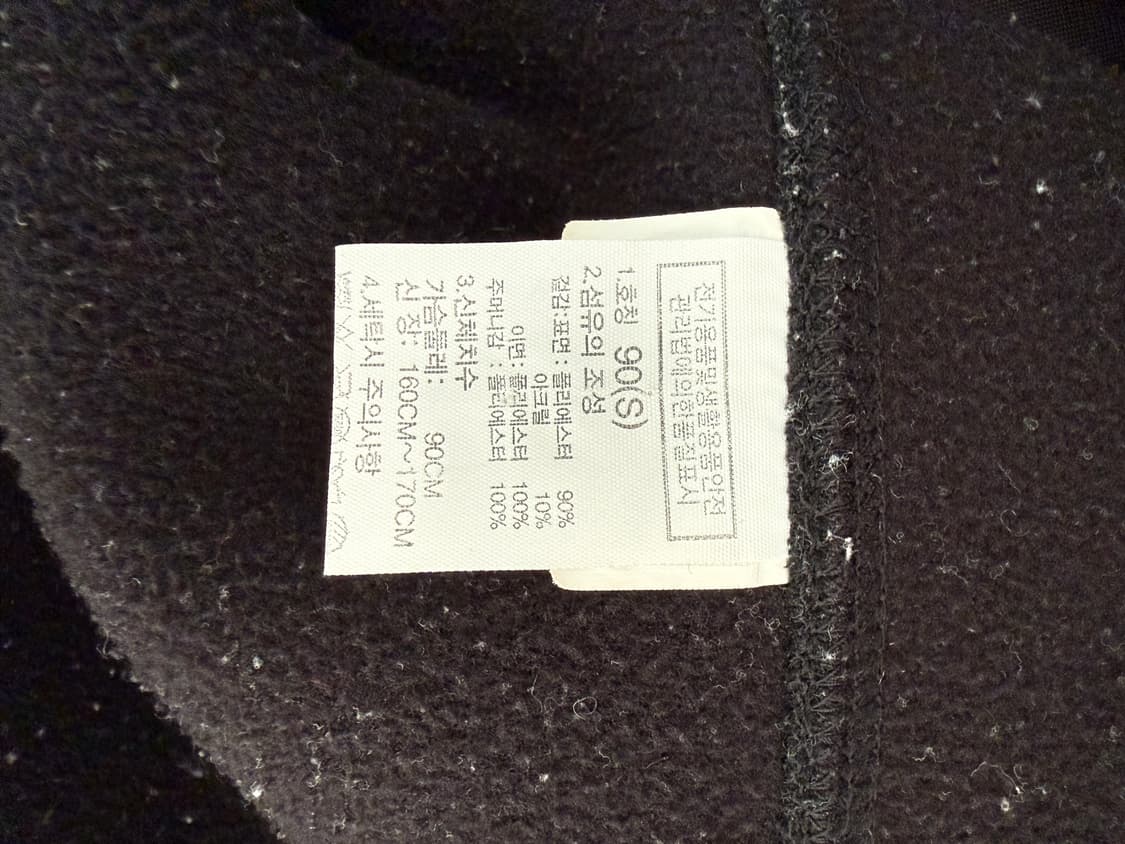 전기용품및생활용품안전
관리법에의한품질표시
1.호칭 90(S)
2.섬유의 조성
겉감:표면 : 폴리에스터 90%
아크릴 10%
이면 : 폴리에스터 100%
주머니감 : 폴리에스터 100%
3.신체치수
가슴둘레: 90CM
신 장: 160CM~170CM
4.세탁시 주의사항